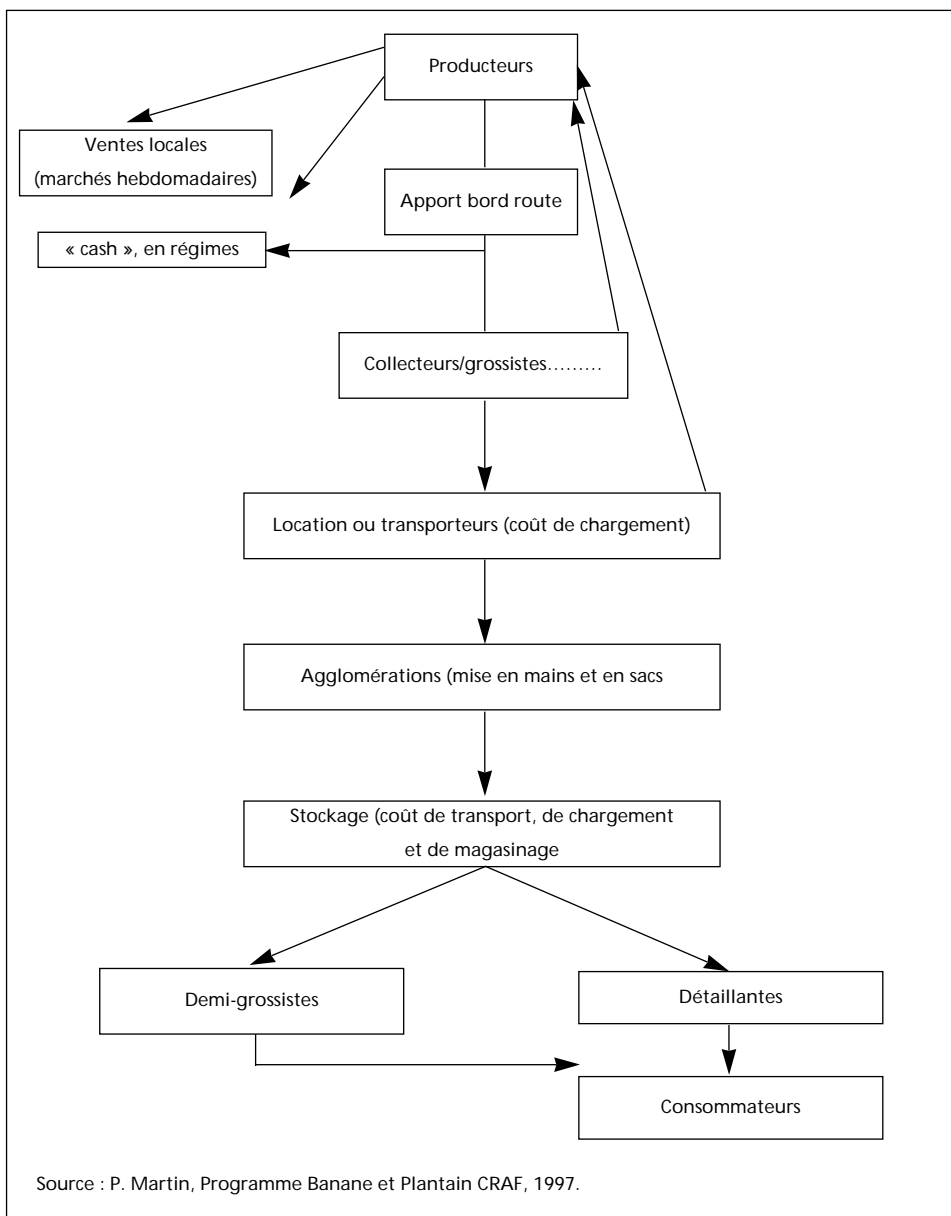 Producteurs
Ventes locales
(marchés hebdomadaires)
Apport bord route
« cash », en régimes
Collecteurs/grossistes.........
Location ou transporteurs (coût de chargement)
Agglomérations (mise en mains et en sacs
Stockage (coût de transport, de chargement
et de magasinage
Demi-grossistes
Détaillantes
Consommateurs
Source : P. Martin, Programme Banane et Plantain CRAF, 1997.